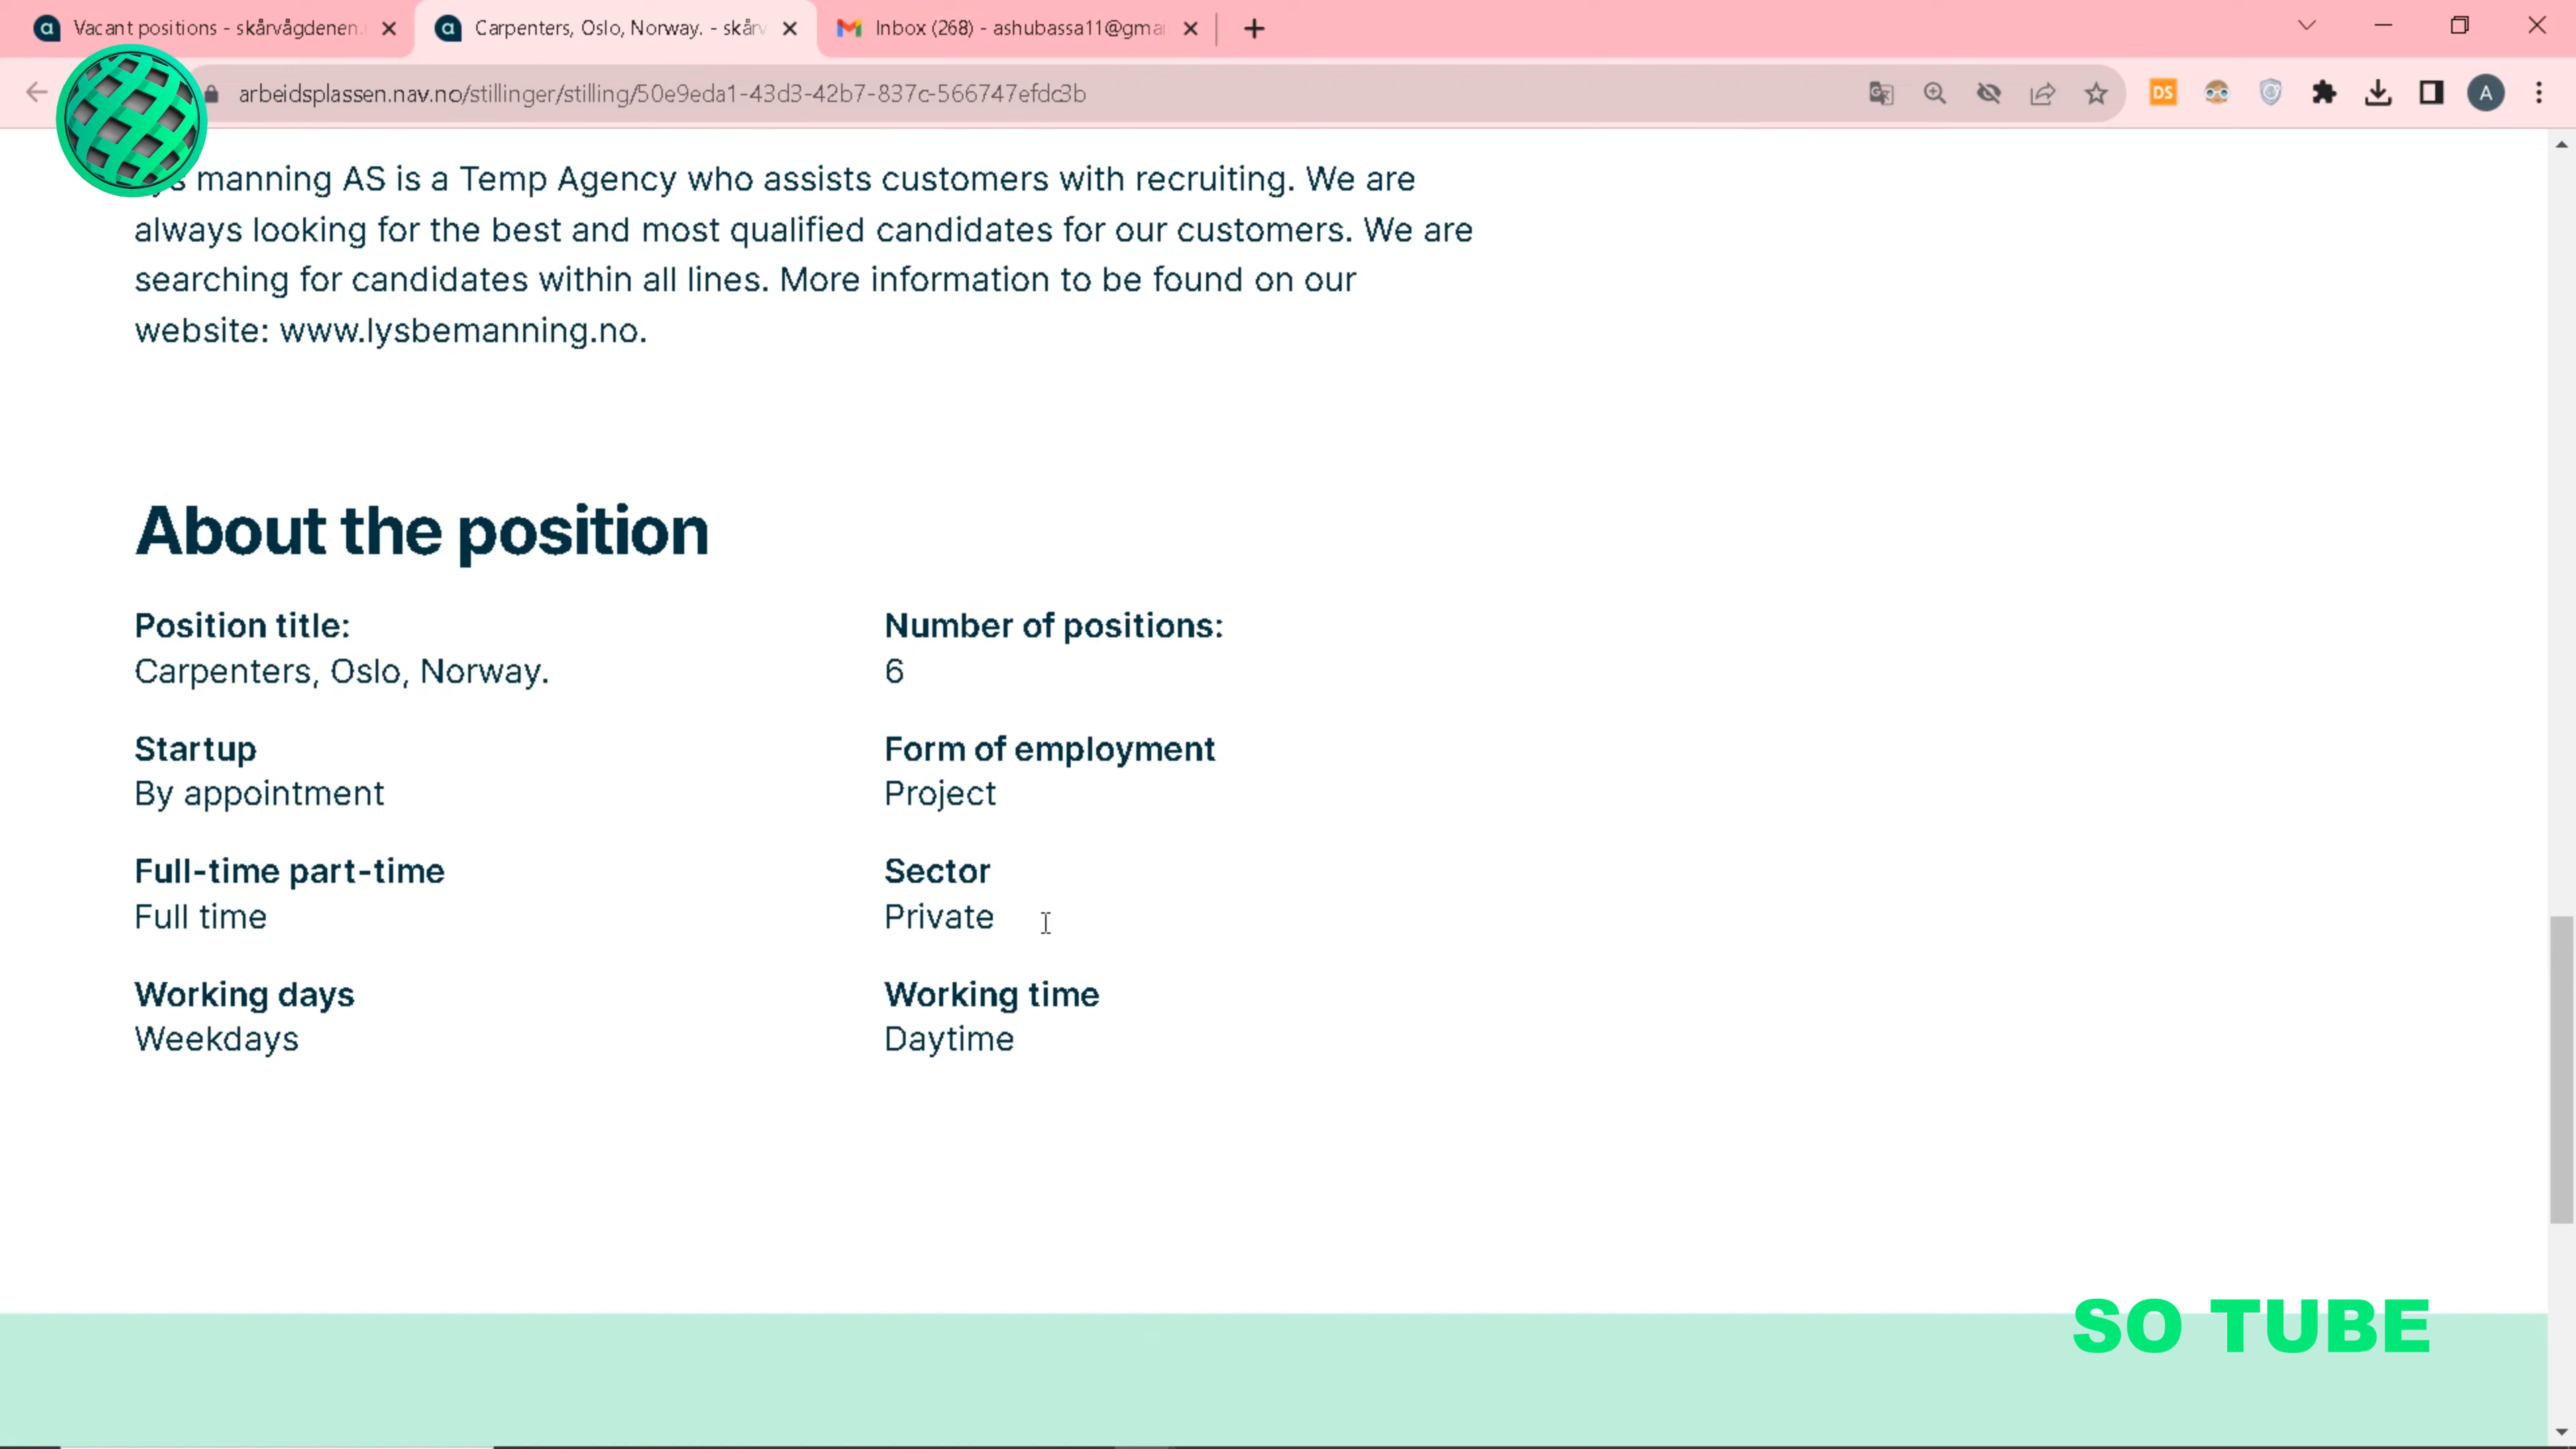 Vacant positions - skårvågdenen.
Carpenters, Oslo, Norway. - skårv
Inbox (268) - ashubassa11@gmai
arbeidsplassen.nav.no/stillinger/stilling/50e9eda1-43d3-42b7-837c-566747efdc3b
DS
A
manning AS is a Temp Agency who assists customers with recruiting. We are
always looking for the best and most qualified candidates for our customers. We are
searching for candidates within all lines. More information to be found on our
website: www.lysbemanning.no.
About the position
Position title:
Carpenters, Oslo, Norway.
Number of positions:
6
Startup
By appointment
Form of employment
Project
Full-time part-time
Full time
Sector
Private
Working days
Weekdays
Working time
Daytime
SO TUBE